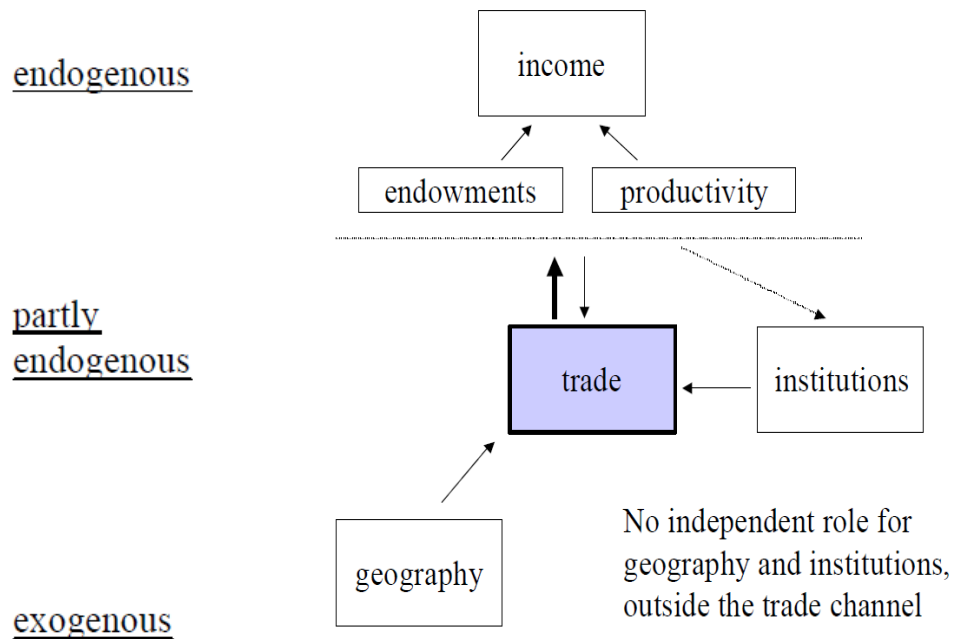 endogenous
income
endowments
productivity
partly
endogenous
trade
institutions
geography
No independent role for
geography and institutions,
outside the trade channel
exogenous